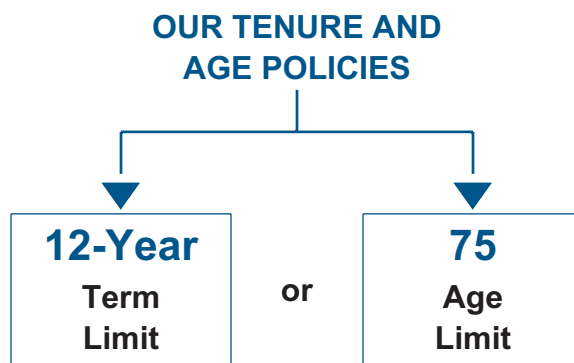 OUR TENURE AND
AGE POLICIES
12-Year
Term
Limit
or
75
Age
Limit